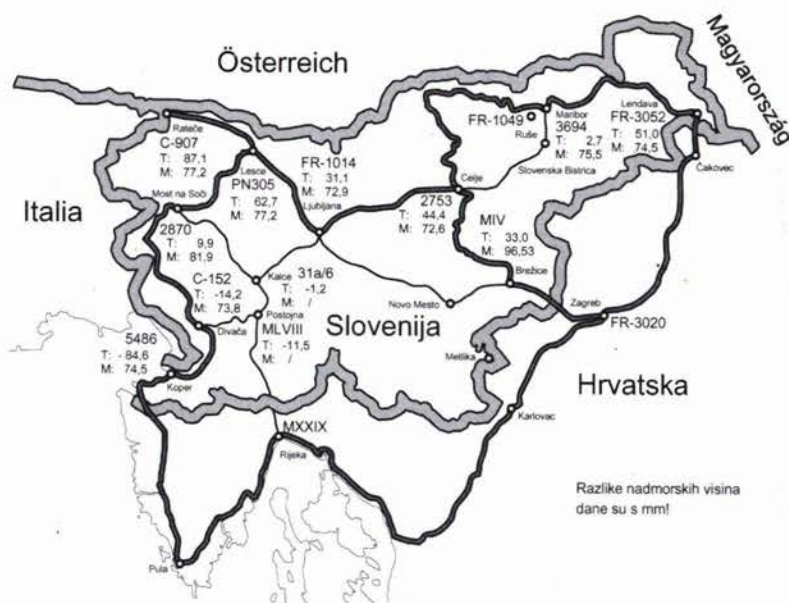 Österreich
Magyarország
Italia
Slovenija
Hrvatska
Rateče
C-907
T: 87,1
M: 77,2
Lesce
PN305
T: 62,7
M: 77,2
FR-1014
T: 31,1
M: 72,9
Ljubljana
FR-1049
Ruše
Maribor
3694
T: 2,7
M: 75,5
Slovenska Bistrica
Lendava
FR-3052
T: 51,0
M: 74,5
Čakovec
Most na Soči
2870
T: 9,9
M: 81,9
Celje
2753
T: 44,4
M: 72,6
MIV
T: 33,0
M: 96,53
Brežice
C-152
T: -14,2
M: 73,8
Divača
Kalce
31a/6
T: -1,2
M: /
Postojna
MLVIII
T: -11,5
M: /
Novo Mesto
Zagreb
FR-3020
5486
T: - 84,6
M: 74,5
Koper
Metlika
Karlovac
MXXIX
Rijeka
Pula
Razlike nadmorskih visina
dane su s mm!